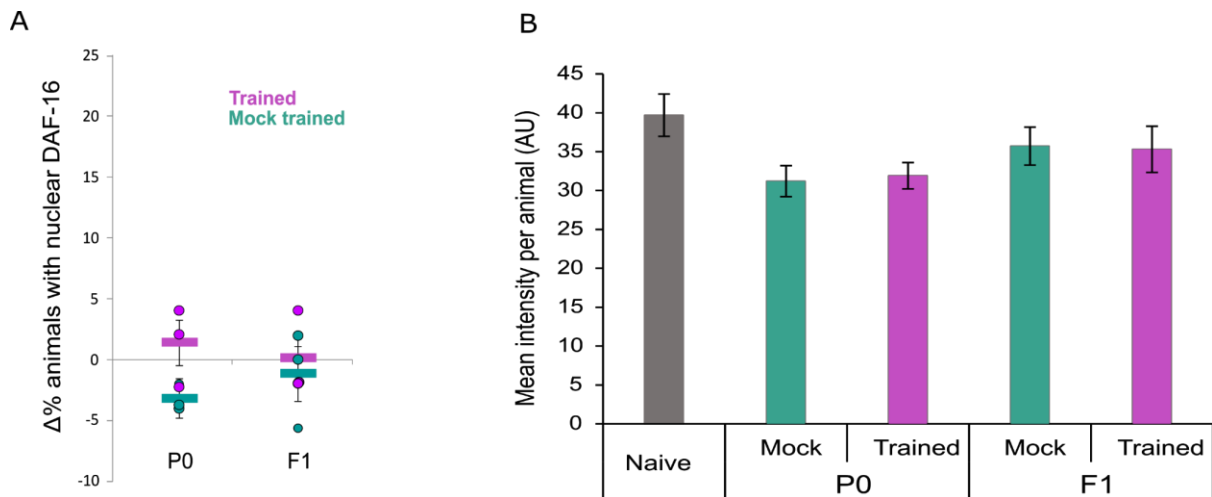 A
Δ% animals with nuclear DAF-16
25
20
15
10
5
0
-5
-10
Trained
Mock trained
P0
F1
B
Mean intensity per animal (AU)
45
40
35
30
25
20
15
10
5
0
Naive
Mock
Trained
Mock
Trained
P0
F1